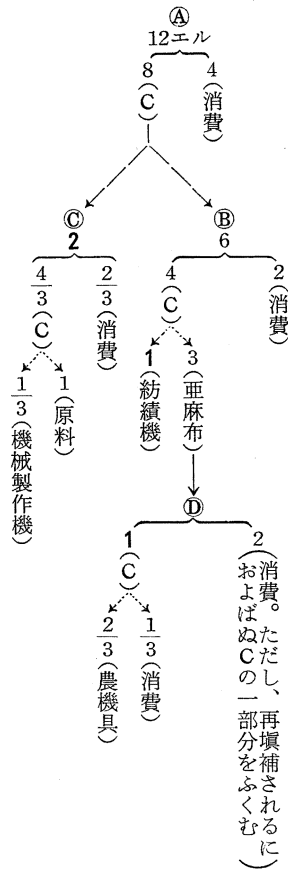 Ⓐ
12エル
4(消費)
8(C)
Ⓑ
6
2(消費)
4(C)
3(亜麻布)
1(紡績機)
Ⓒ
2
2/3(消費)
4/3(C)
1(原料)
1/3(機械製作機)
Ⓓ
2(消費。ただし、再塡補されるに
およばぬCの一部分をふくむ)
1(C)
1/3(消費)
2/3(農機具)